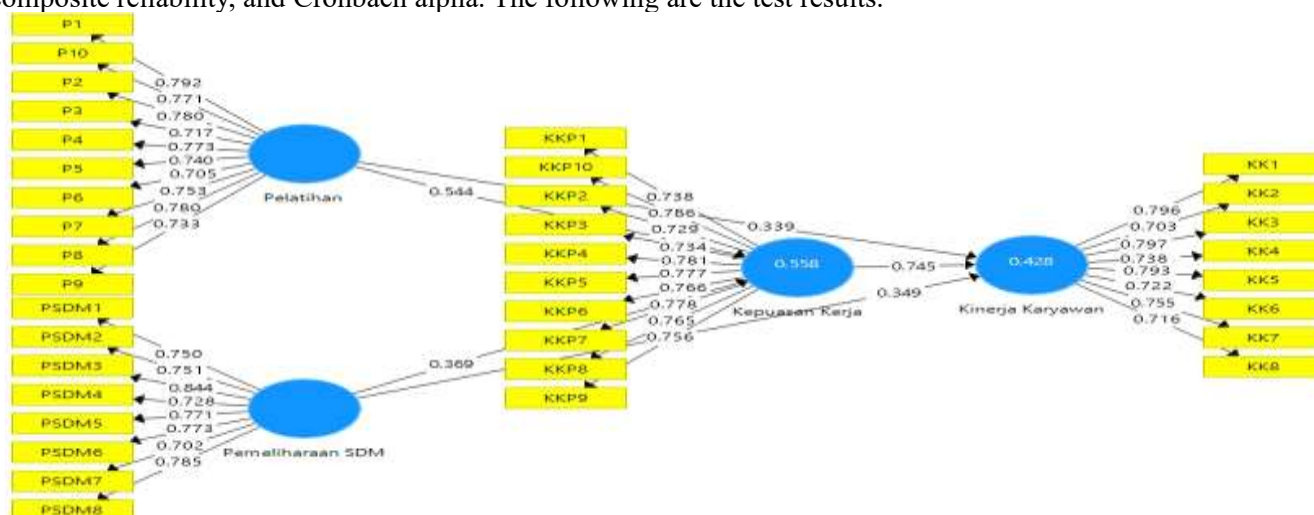 composite reliability, and Cronbach alpha. The following are the test results.
P1
P10
P2
P3
P4
P5
P6
P7
P8
P9
0.792
0.771
0.780
0.717
0.773
0.740
0.705
0.753
0.780
0.733
Pelatihan
PSDM1
PSDM2
PSDM3
PSDM4
PSDM5
PSDM6
PSDM7
PSDM8
0.750
0.751
0.844
0.728
0.771
0.773
0.702
0.785
Pemeliharaan SDM
0.544
0.369
KKP1
KKP10
KKP2
KKP3
KKP4
KKP5
KKP6
KKP7
KKP8
KKP9
0.738
0.786
0.729
0.734
0.781
0.777
0.766
0.778
0.765
0.756
0.558
Kepuasan Kerja
0.339
0.745
0.349
0.428
Kinerja Karyawan
0.796
0.703
0.797
0.738
0.793
0.722
0.755
0.716
KK1
KK2
KK3
KK4
KK5
KK6
KK7
KK8